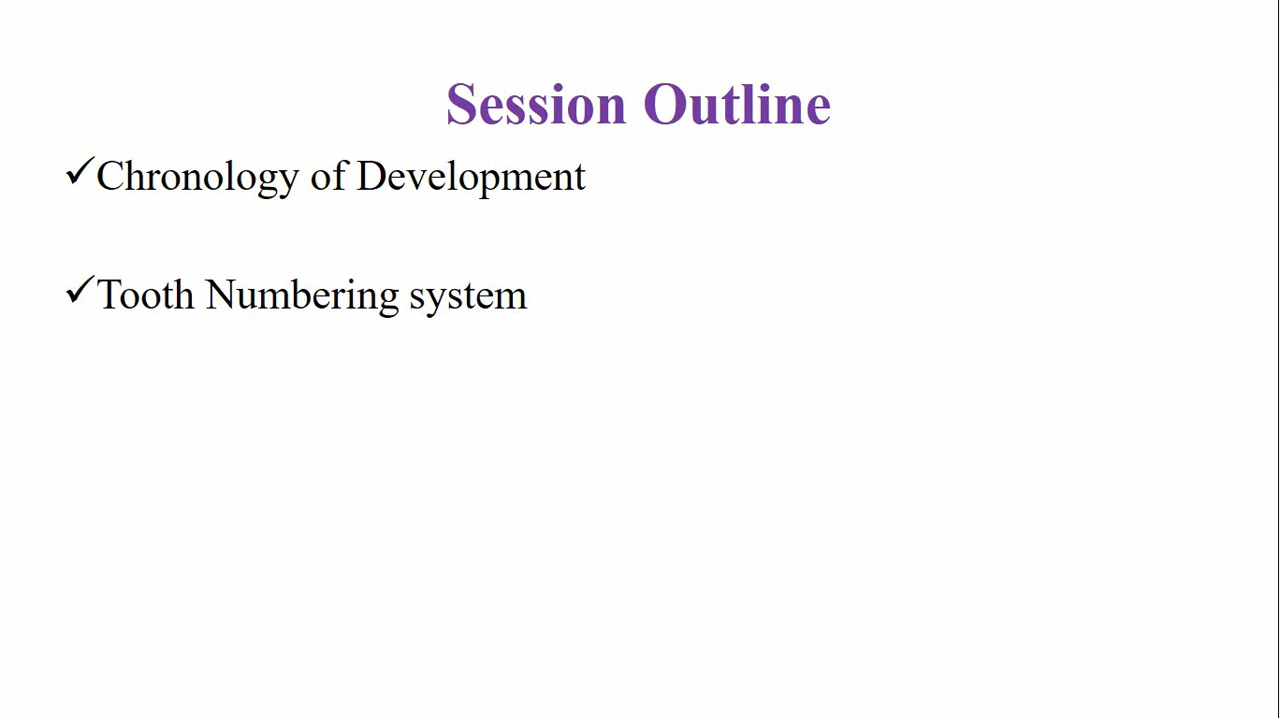 Session Outline
✓Chronology of Development
✓Tooth Numbering system